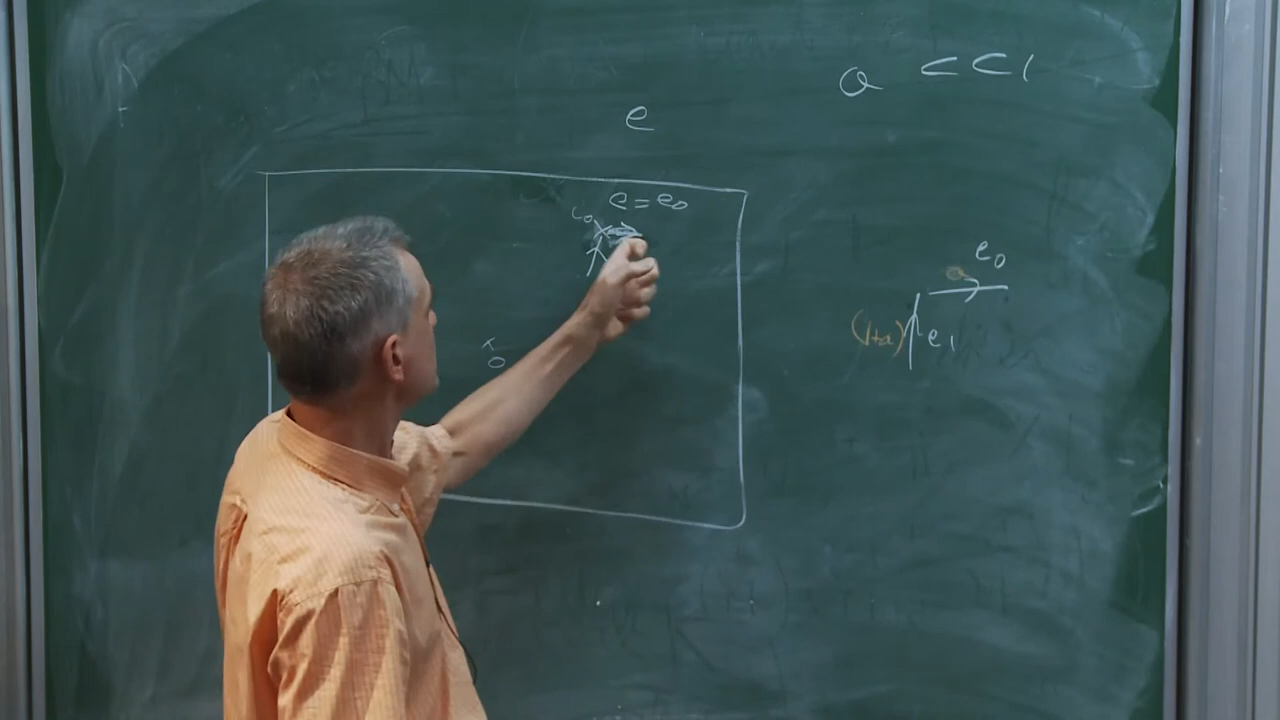 a << 1
e
e = e₀
e₀
a
(1+a)
e₁